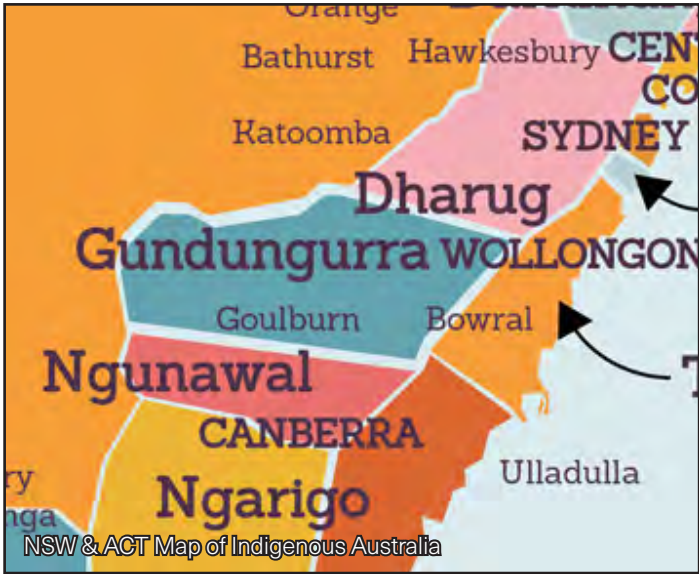 Orange
Bathurst
Hawkesbury
CEN
CO
Katoomba
SYDNEY
Dharug
Gundungurra
WOLLONGON
Goulburn
Bowral
Ngunawal
T
CANBERRA
Ulladulla
ry
Ngarigo
nga
NSW & ACT Map of Indigenous Australia